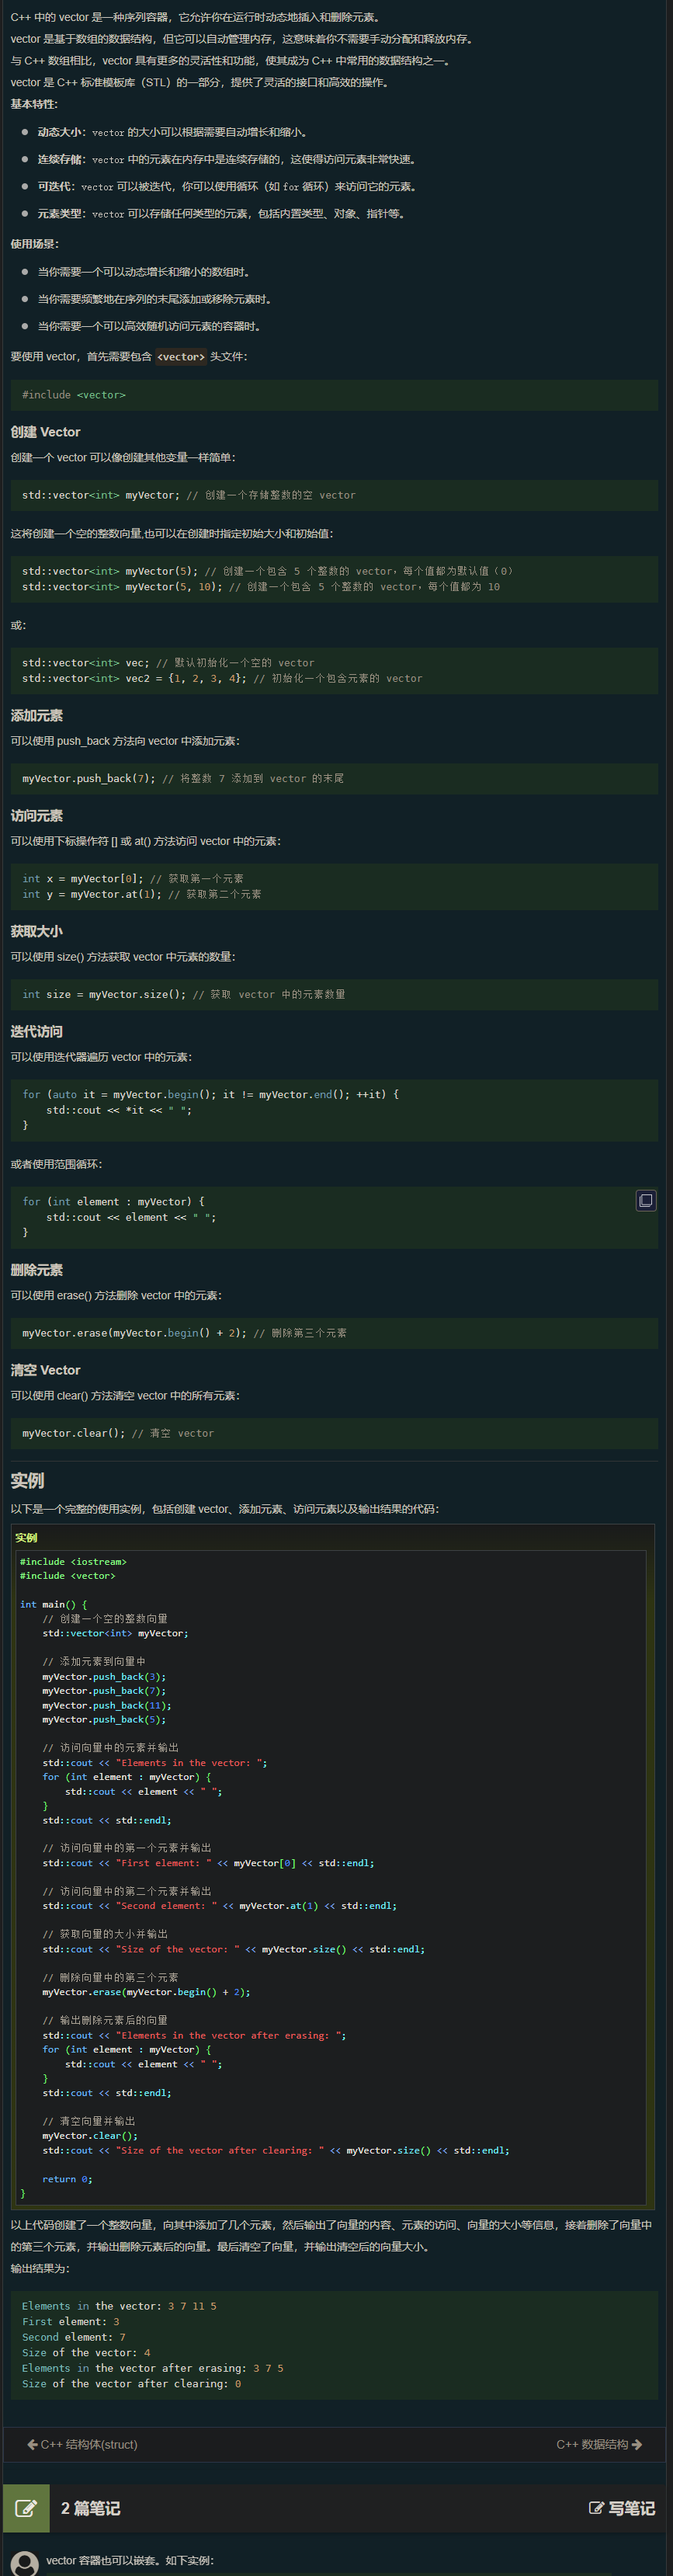 C++ 中的 vector 是一种序列容器，它允许你在运行时动态地插入和删除元素。
vector 是基于数组的数据结构，但它可以自动管理内存，这意味着你不需要手动分配和释放内存。
与 C++ 数组相比，vector 具有更多的灵活性和功能，使其成为 C++ 中常用的数据结构之一。
vector 是 C++ 标准模板库（STL）的一部分，提供了灵活的接口和高效的操作。
基本特性:
动态大小：vector 的大小可以根据需要自动增长和缩小。
连续存储：vector 中的元素在内存中是连续存储的，这使得访问元素非常快速。
可迭代：vector 可以被迭代，你可以使用循环（如 for 循环）来访问它的元素。
元素类型：vector 可以存储任何类型的元素，包括内置类型、对象、指针等。
使用场景：
当你需要一个可以动态增长和缩小的数组时。
当你需要频繁地在序列的末尾添加或移除元素时。
当你需要一个可以高效随机访问元素的容器时。
要使用 vector，首先需要包含 <vector> 头文件：
#include <vector>
创建 Vector
创建一个 vector 可以像创建其他变量一样简单：
std::vector<int> myVector; // 创建一个存储整数的空 vector
这将创建一个空的整数向量,也可以在创建时指定初始大小和初始值：
std::vector<int> myVector(5); // 创建一个包含 5 个整数的 vector，每个值都为默认值（0）
std::vector<int> myVector(5, 10); // 创建一个包含 5 个整数的 vector，每个值都为 10
或：
std::vector<int> vec; // 默认初始化一个空的 vector
std::vector<int> vec2 = {1, 2, 3, 4}; // 初始化一个包含元素的 vector
添加元素
可以使用 push_back 方法向 vector 中添加元素：
myVector.push_back(7); // 将整数 7 添加到 vector 的末尾
访问元素
可以使用下标操作符 [] 或 at() 方法访问 vector 中的元素：
int x = myVector[0]; // 获取第一个元素
int y = myVector.at(1); // 获取第二个元素
获取大小
可以使用 size() 方法获取 vector 中元素的数量：
int size = myVector.size(); // 获取 vector 中的元素数量
迭代访问
可以使用迭代器遍历 vector 中的元素：
for (auto it = myVector.begin(); it != myVector.end(); ++it) {
    std::cout << *it << " ";
}
或者使用范围循环：
for (int element : myVector) {
    std::cout << element << " ";
}
删除元素
可以使用 erase() 方法删除 vector 中的元素：
myVector.erase(myVector.begin() + 2); // 删除第三个元素
清空 Vector
可以使用 clear() 方法清空 vector 中的所有元素：
myVector.clear(); // 清空 vector
实例
以下是一个完整的使用实例，包括创建 vector、添加元素、访问元素以及输出结果的代码：
实例
#include <iostream>
#include <vector>
int main() {
    // 创建一个空的整数向量
    std::vector<int> myVector;
    // 添加元素到向量中
    myVector.push_back(3);
    myVector.push_back(7);
    myVector.push_back(11);
    myVector.push_back(5);
    // 访问向量中的元素并输出
    std::cout << "Elements in the vector: ";
    for (int element : myVector) {
        std::cout << element << " ";
    }
    std::cout << std::endl;
    // 访问向量中的第一个元素并输出
    std::cout << "First element: " << myVector[0] << std::endl;
    // 访问向量中的第二个元素并输出
    std::cout << "Second element: " << myVector.at(1) << std::endl;
    // 获取向量的大小并输出
    std::cout << "Size of the vector: " << myVector.size() << std::endl;
    // 删除向量中的第三个元素
    myVector.erase(myVector.begin() + 2);
    // 输出删除元素后的向量
    std::cout << "Elements in the vector after erasing: ";
    for (int element : myVector) {
        std::cout << element << " ";
    }
    std::cout << std::endl;
    // 清空向量并输出
    myVector.clear();
    std::cout << "Size of the vector after clearing: " << myVector.size() << std::endl;
    return 0;
}
以上代码创建了一个整数向量，向其中添加了几个元素，然后输出了向量的内容、元素的访问、向量的大小等信息，接着删除了向量中
的第三个元素，并输出删除元素后的向量。最后清空了向量，并输出清空后的向量大小。
输出结果为：
Elements in the vector: 3 7 11 5
First element: 3
Second element: 7
Size of the vector: 4
Elements in the vector after erasing: 3 7 5
Size of the vector after clearing: 0
C++ 结构体(struct)
C++ 数据结构
2 篇笔记
写笔记
vector 容器也可以嵌套。如下实例：